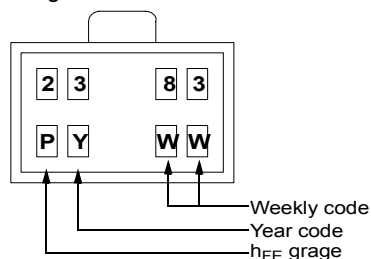 2 3 8 3
P Y W W
Weekly code
Year code
hFE grage